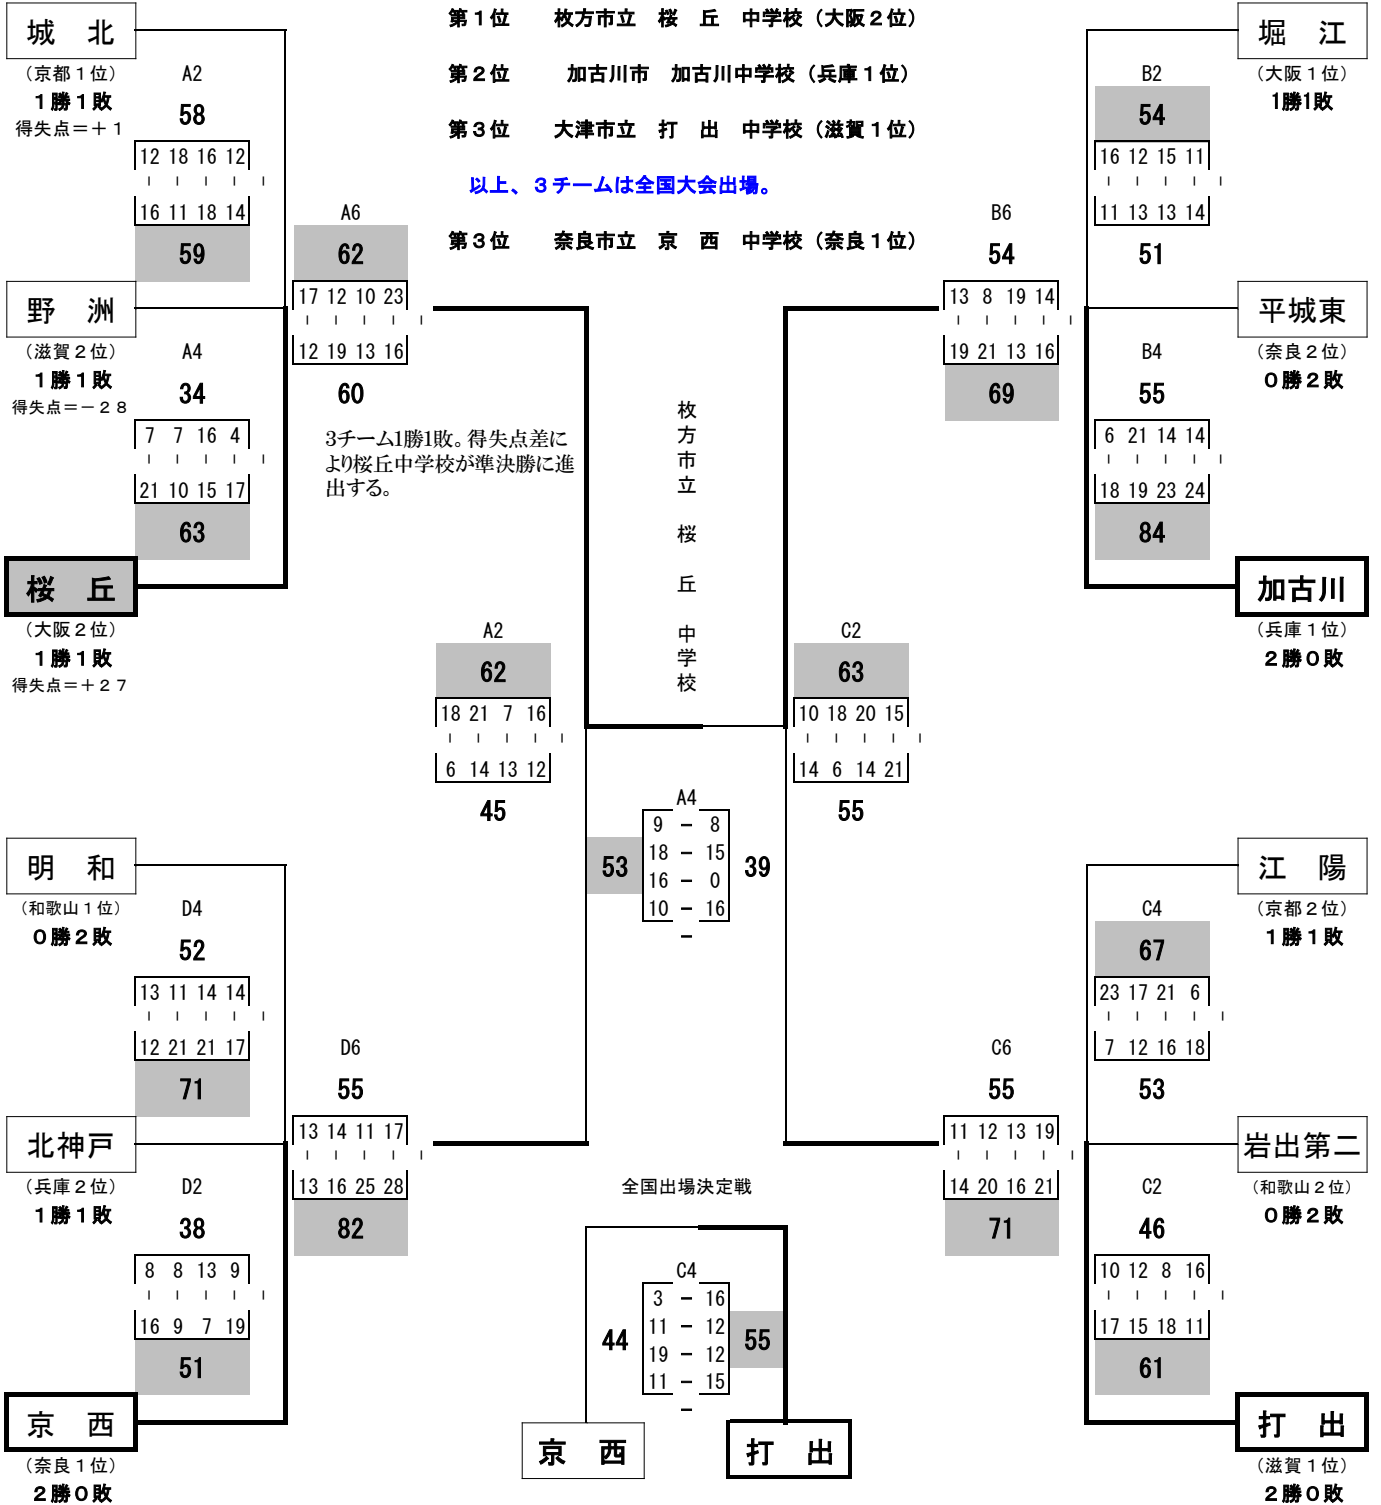 第１位　枚方市立　桜　丘　中学校（大阪２位）
第２位　加古川市　加古川中学校（兵庫１位）
第３位　大津市立　打　出　中学校（滋賀１位）
以上、３チームは全国大会出場。
第３位　奈良市立　京　西　中学校（奈良１位）
城　北
（京都１位）
１勝１敗
得失点＝＋１
A2
58
12 18 16 12
- - - - -
16 11 18 14
59
野　洲
（滋賀２位）
１勝１敗
得失点＝－２８
A4
34
7 7 16 4
- - - - -
21 10 15 17
63
桜　丘
（大阪２位）
１勝１敗
得失点＝＋２７
A6
62
17 12 10 23
- - - - -
12 19 13 16
60
3チーム1勝1敗。得失点差に
より桜丘中学校が準決勝に進
出する。
堀　江
（大阪１位）
1勝1敗
B2
54
16 12 15 11
- - - - -
11 13 13 14
51
平城東
（奈良２位）
０勝２敗
B4
55
6 21 14 14
- - - - -
18 19 23 24
84
加古川
（兵庫１位）
２勝０敗
B6
54
13 8 19 14
- - - - -
19 21 13 16
69
枚方市立　桜　丘　中学校
A2
62
18 21 7 16
- - - - -
6 14 13 12
45
C2
63
10 18 20 15
- - - - -
14 6 14 21
55
A4
9 - 8
18 - 15
53 16 - 0 39
10 - 16
-
明　和
（和歌山１位）
０勝２敗
D4
52
13 11 14 14
- - - - -
12 21 21 17
71
北神戸
（兵庫２位）
１勝１敗
D2
38
8 8 13 9
- - - - -
16 9 7 19
51
京　西
（奈良１位）
２勝０敗
D6
55
13 14 11 17
- - - - -
13 16 25 28
82
江　陽
（京都２位）
１勝１敗
C4
67
23 17 21 6
- - - - -
7 12 16 18
53
岩出第二
（和歌山２位）
０勝２敗
C2
46
10 12 8 16
- - - - -
17 15 18 11
61
打　出
（滋賀１位）
２勝０敗
C6
55
11 12 13 19
- - - - -
14 20 16 21
71
全国出場決定戦
C4
3 - 16
11 - 12
44 19 - 12 55
11 - 15
-
京　西
打　出